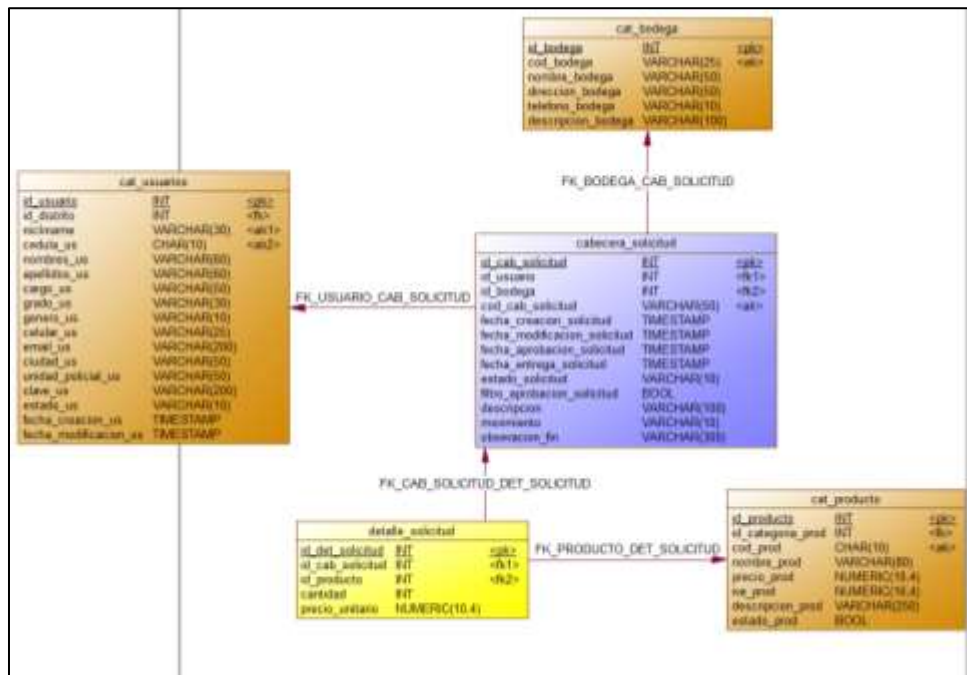 cat_bodega
id_bodega INT <pk>
cod_bodega VARCHAR(25) <ak>
nombre_bodega VARCHAR(50)
direccion_bodega VARCHAR(50)
telefono_bodega VARCHAR(10)
descripcion_bodega VARCHAR(100)
FK_BODEGA_CAB_SOLICITUD
cat_usuarios
id_usuario INT <pk>
id_distrito INT <fk>
nickname VARCHAR(30) <ak1>
cedula_us CHAR(10) <ak2>
nombres_us VARCHAR(60)
apellidos_us VARCHAR(60)
cargo_us VARCHAR(50)
grado_us VARCHAR(30)
genero_us VARCHAR(10)
celular_us VARCHAR(25)
email_us VARCHAR(200)
ciudad_us VARCHAR(50)
unidad_policial_us VARCHAR(50)
clave_us VARCHAR(200)
estado_us VARCHAR(10)
fecha_creacion_us TIMESTAMP
fecha_modificacion_us TIMESTAMP
FK_USUARIO_CAB_SOLICITUD
cabecera_solicitud
id_cab_solicitud INT <pk>
id_usuario INT <fk1>
id_bodega INT <fk2>
cod_cab_solicitud VARCHAR(50) <ak>
fecha_creacion_solicitud TIMESTAMP
fecha_modificacion_solicitud TIMESTAMP
fecha_aprobacion_solicitud TIMESTAMP
fecha_entrega_solicitud TIMESTAMP
estado_solicitud VARCHAR(10)
filtro_aprobacion_solicitud BOOL
descripcion VARCHAR(100)
movimiento VARCHAR(10)
observacion_fin VARCHAR(300)
FK_CAB_SOLICITUD_DET_SOLICITUD
detalle_solicitud
id_det_solicitud INT <pk>
id_cab_solicitud INT <fk1>
id_producto INT <fk2>
cantidad INT
precio_unitario NUMERIC(10,4)
FK_PRODUCTO_DET_SOLICITUD
cat_producto
id_producto INT <pk>
id_categoria_prod INT <fk>
cod_prod CHAR(10) <ak>
nombre_prod VARCHAR(80)
precio_prod NUMERIC(10,4)
iva_prod NUMERIC(10,4)
descripcion_prod VARCHAR(250)
estado_prod BOOL